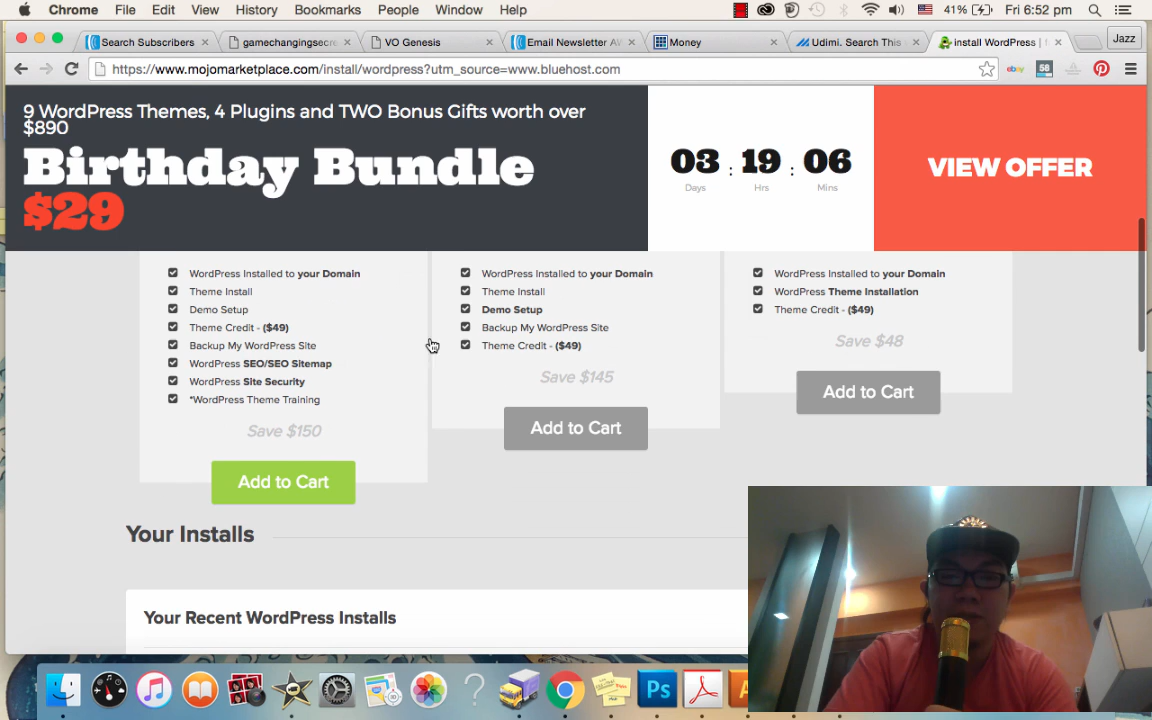 Chrome File Edit View History Bookmarks People Window Help
41% Fri 6:52 pm
Search Subscribers
gamechangingsecre
VO Genesis
Email Newsletter AW
Money
Udimi. Search This
install WordPress |
Jazz
https://www.mojomarketplace.com/install/wordpress?utm_source=www.bluehost.com
ebay
58
9 WordPress Themes, 4 Plugins and TWO Bonus Gifts worth over
$890
Birthday Bundle
$29
03 : 19 : 06
Days Hrs Mins
VIEW OFFER
WordPress Installed to your Domain
Theme Install
Demo Setup
Theme Credit - ($49)
Backup My WordPress Site
WordPress SEO/SEO Sitemap
WordPress Site Security
*WordPress Theme Training
Save $150
Add to Cart
WordPress Installed to your Domain
Theme Install
Demo Setup
Backup My WordPress Site
Theme Credit - ($49)
Save $145
Add to Cart
WordPress Installed to your Domain
WordPress Theme Installation
Theme Credit - ($49)
Save $48
Add to Cart
Your Installs
Your Recent WordPress Installs
Ps